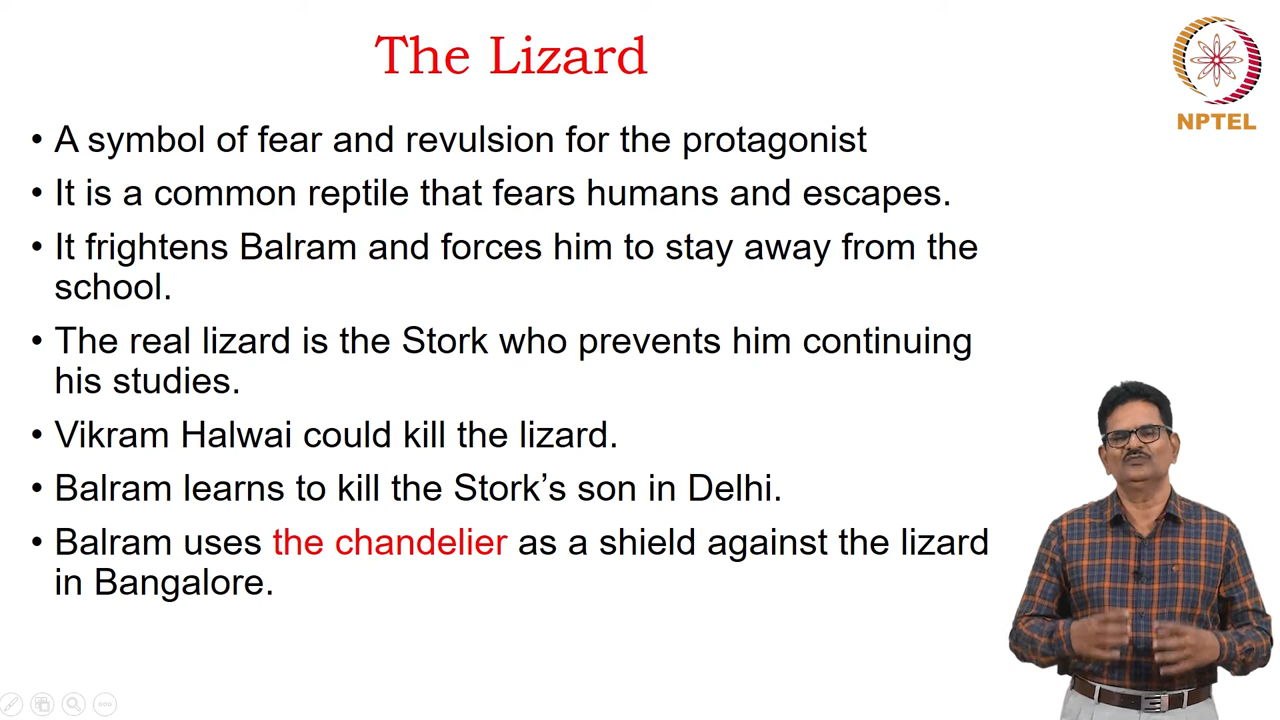 The Lizard
NPTEL
• A symbol of fear and revulsion for the protagonist
• It is a common reptile that fears humans and escapes.
• It frightens Balram and forces him to stay away from the
school.
• The real lizard is the Stork who prevents him continuing
his studies.
• Vikram Halwai could kill the lizard.
• Balram learns to kill the Stork’s son in Delhi.
• Balram uses the chandelier as a shield against the lizard
in Bangalore.